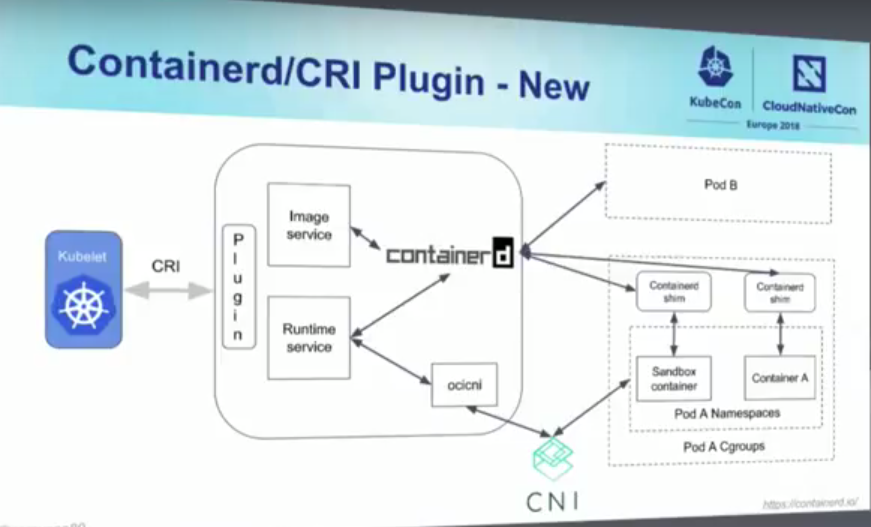 Containerd/CRI Plugin - New
KubeCon
CloudNativeCon
Europe 2018
Pod B
Image
service
Plugin
containerd
Kubelet
CRI
Containerd
shim
Containerd
shim
Runtime
service
ocicni
Sandbox
container
Container A
Pod A Namespaces
Pod A Cgroups
CNI
https://containerd.io/